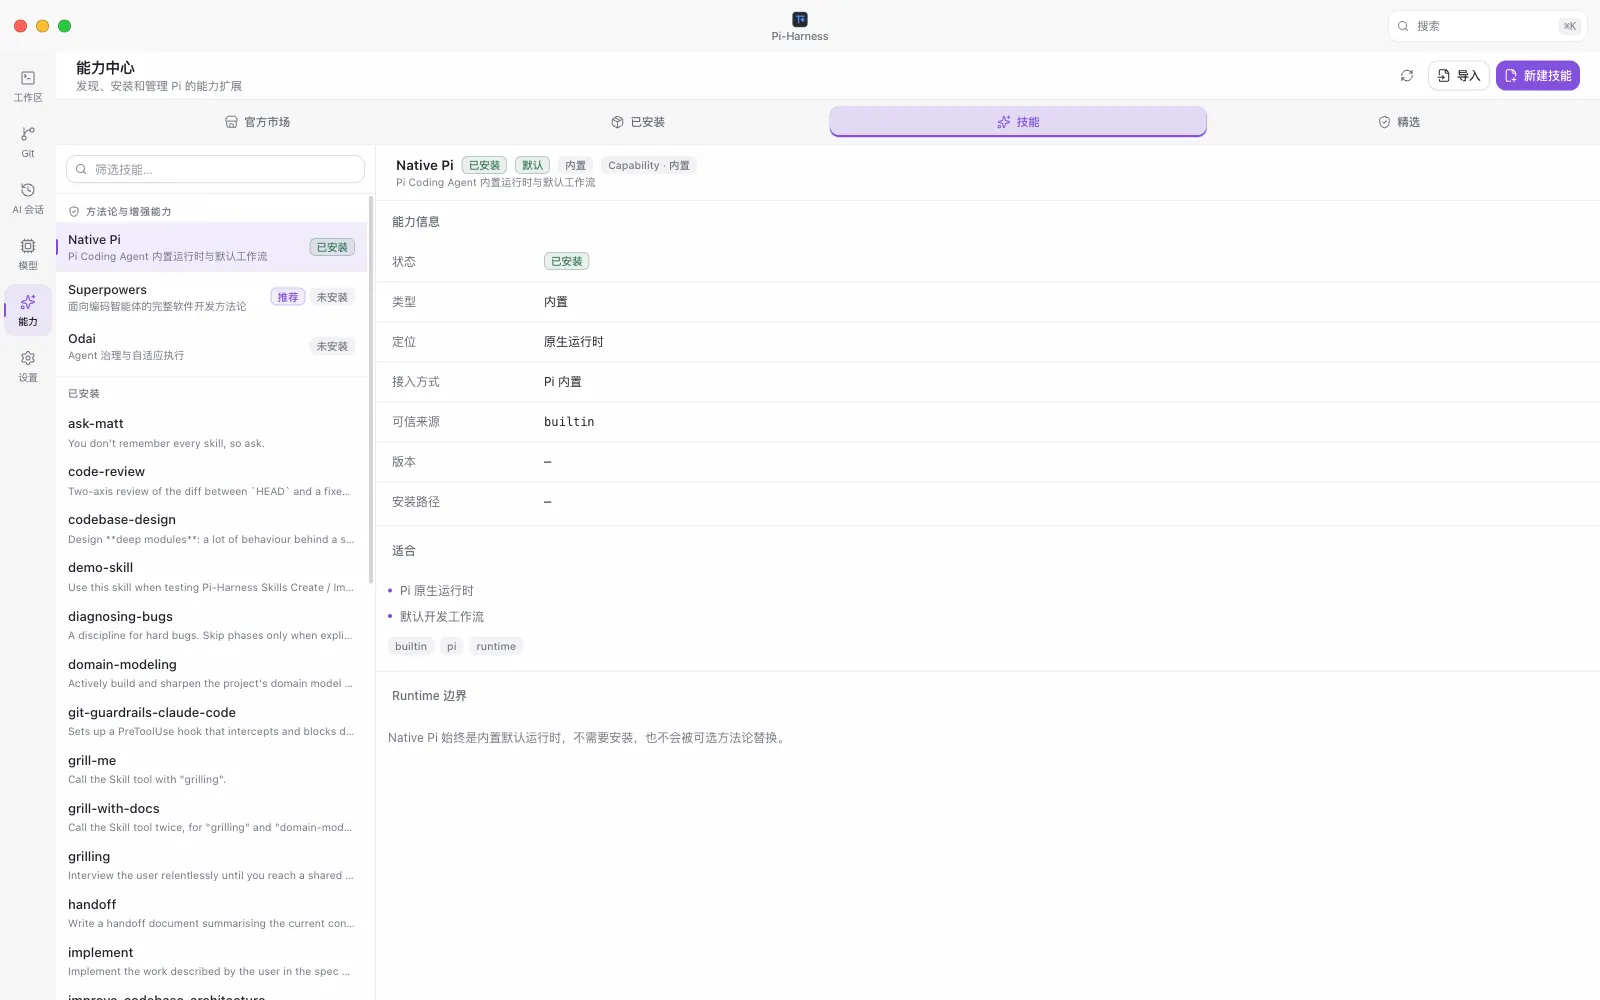 Pi-Harness
搜索
⌘K
工作区
Git
AI 会话
模型
能力
设置
能力中心
发现、安装和管理 Pi 的能力扩展
导入
新建技能
官方市场
已安装
技能
精选
筛选技能...
方法论与增强能力
Native Pi
Pi Coding Agent 内置运行时与默认工作流
已安装
Superpowers
面向编码智能体的完整软件开发方法论
推荐
未安装
Odai
Agent 治理与自适应执行
未安装
已安装
ask-matt
You don't remember every skill, so ask.
code-review
Two-axis review of the diff between `HEAD` and a fixe...
codebase-design
Design **deep modules**: a lot of behaviour behind a s...
demo-skill
Use this skill when testing Pi-Harness Skills Create / Im...
diagnosing-bugs
A discipline for hard bugs. Skip phases only when expli...
domain-modeling
Actively build and sharpen the project's domain model ...
git-guardrails-claude-code
Sets up a PreToolUse hook that intercepts and blocks d...
grill-me
Call the Skill tool with "grilling".
grill-with-docs
Call the Skill tool twice, for "grilling" and "domain-mod...
grilling
Interview the user relentlessly until you reach a shared ...
handoff
Write a handoff document summarising the current con...
implement
Implement the work described by the user in the spec ...
improve-codebase-architecture
Native Pi 已安装 默认 内置 Capability · 内置
Pi Coding Agent 内置运行时与默认工作流
能力信息
状态 已安装
类型 内置
定位 原生运行时
接入方式 Pi 内置
可信来源 builtin
版本 —
安装路径 —
适合
• Pi 原生运行时
• 默认开发工作流
builtin pi runtime
Runtime 边界
Native Pi 始终是内置默认运行时，不需要安装，也不会被可选方法论替换。